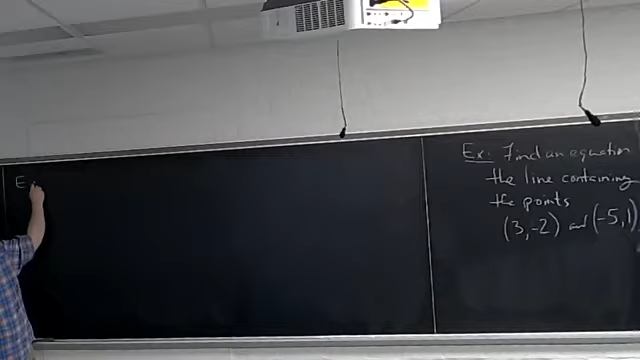 E
Ex: Find an equation
the line containing
the points
(3,-2) and (-5,1)